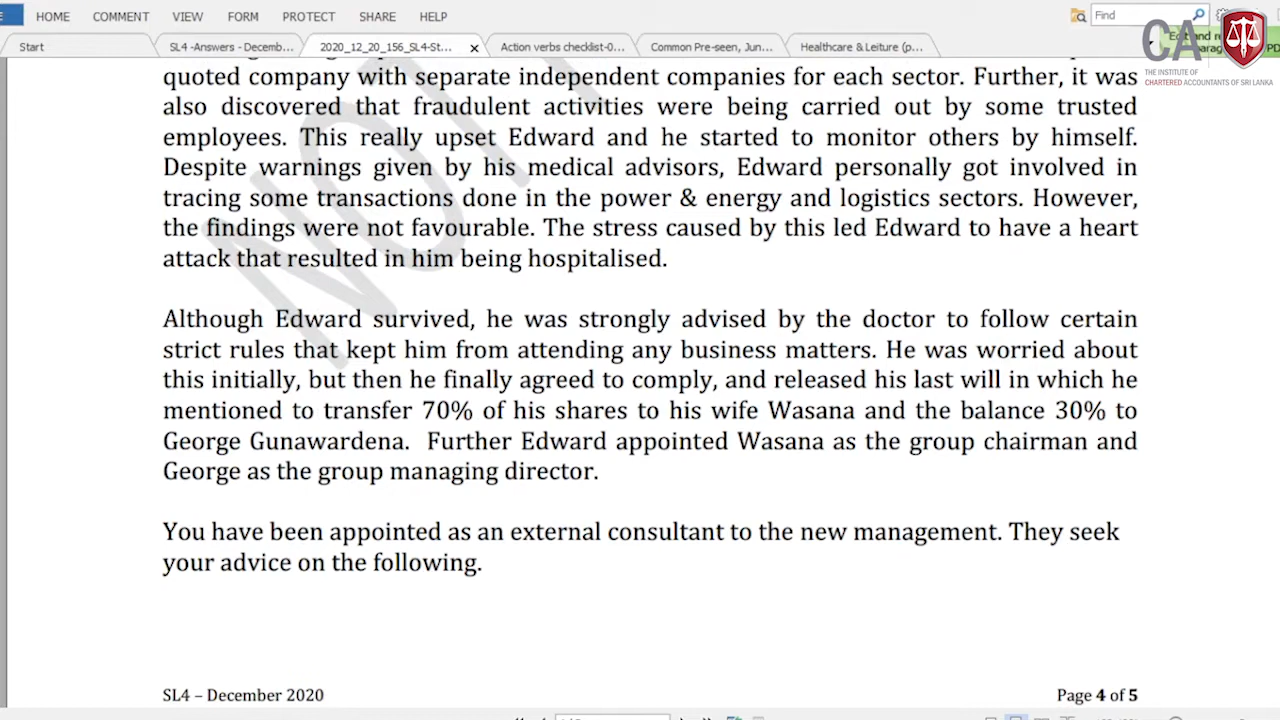 HOME COMMENT VIEW FORM PROTECT SHARE HELP
Find
Start
SL4 -Answers - Decemb...
2020_12_20_156_SL4-St...
Action verbs checklist-0...
Common Pre-seen, Jun...
Healthcare & Leiture (p...
CA
THE INSTITUTE OF
CHARTERED ACCOUNTANTS OF SRI LANKA
quoted company with separate independent companies for each sector. Further, it was
also discovered that fraudulent activities were being carried out by some trusted
employees. This really upset Edward and he started to monitor others by himself.
Despite warnings given by his medical advisors, Edward personally got involved in
tracing some transactions done in the power & energy and logistics sectors. However,
the findings were not favourable. The stress caused by this led Edward to have a heart
attack that resulted in him being hospitalised.
Although Edward survived, he was strongly advised by the doctor to follow certain
strict rules that kept him from attending any business matters. He was worried about
this initially, but then he finally agreed to comply, and released his last will in which he
mentioned to transfer 70% of his shares to his wife Wasana and the balance 30% to
George Gunawardena. Further Edward appointed Wasana as the group chairman and
George as the group managing director.
You have been appointed as an external consultant to the new management. They seek
your advice on the following.
SL4 – December 2020
Page 4 of 5